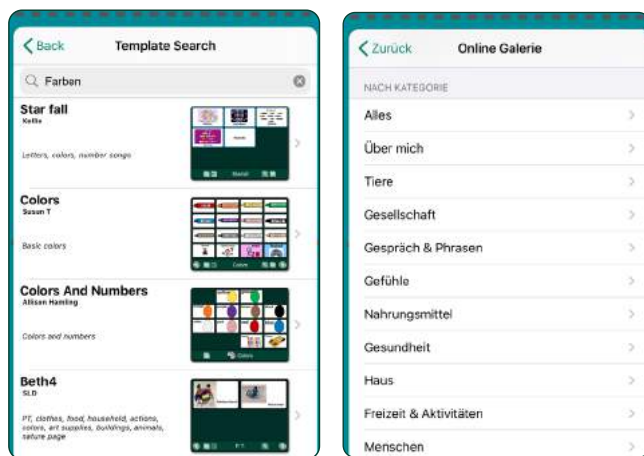 Back
Template Search
Farben
Star fall
Kellie
Letters, colors, number songs
Colors
Susan T
Basic colors
Colors
Colors And Numbers
Allison Hamling
Colors and numbers
Colors
Beth4
SLD
PT, clothes, food, household, actions,
colors, art supplies, buildings, animals,
nature page
P.T.
Zurück
Online Galerie
NACH KATEGORIE
Alles
Über mich
Tiere
Gesellschaft
Gespräch & Phrasen
Gefühle
Nahrungsmittel
Gesundheit
Haus
Freizeit & Aktivitäten
Menschen